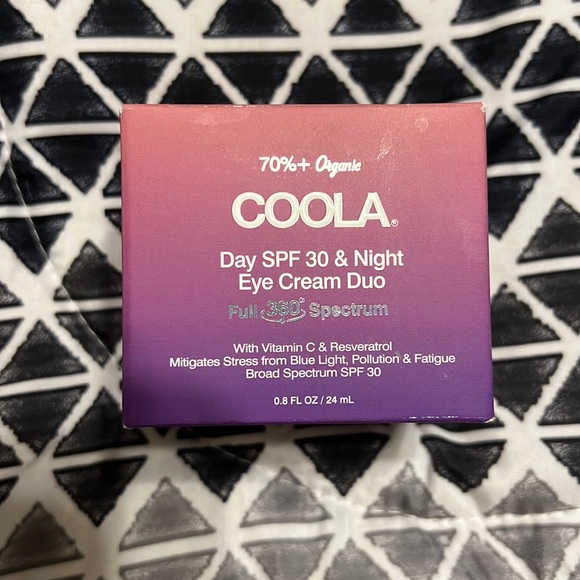 70%+ Organic
COOLA®
Day SPF 30 & Night
Eye Cream Duo
Full 360° Spectrum
With Vitamin C & Resveratrol
Mitigates Stress from Blue Light, Pollution & Fatigue
Broad Spectrum SPF 30
0.8 FL OZ / 24 mL